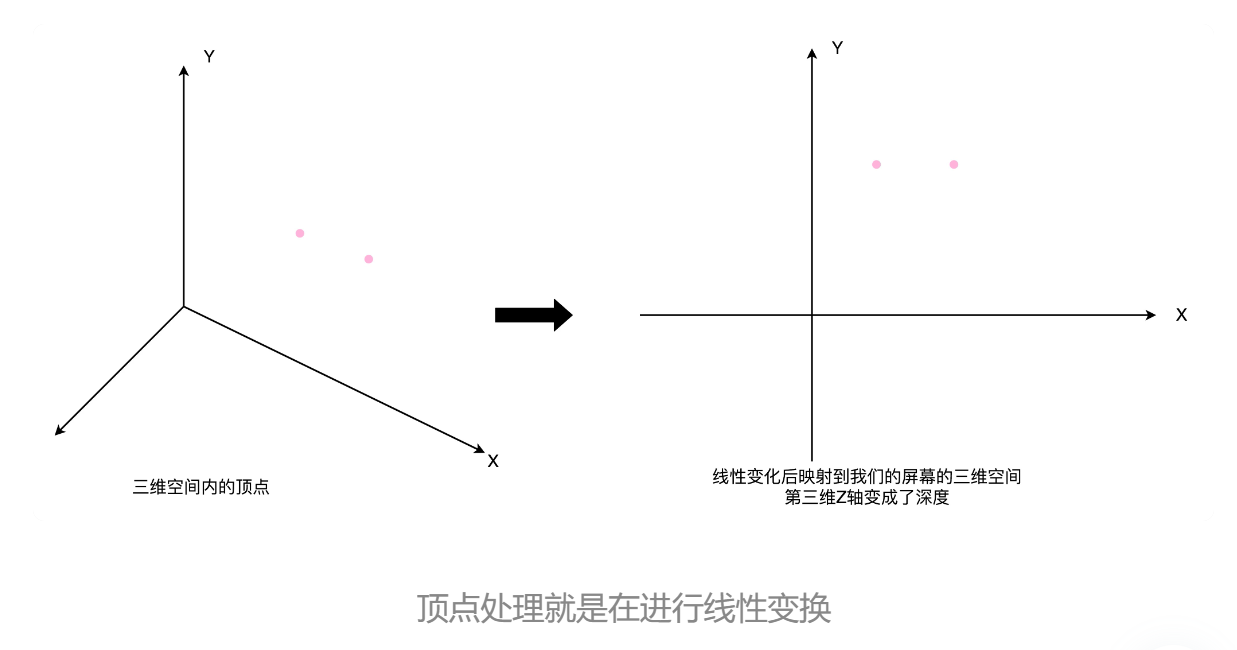 Y
X
三维空间内的顶点
Y
X
线性变化后映射到我们的屏幕的三维空间
第三维Z轴变成了深度
顶点处理就是在进行线性变换